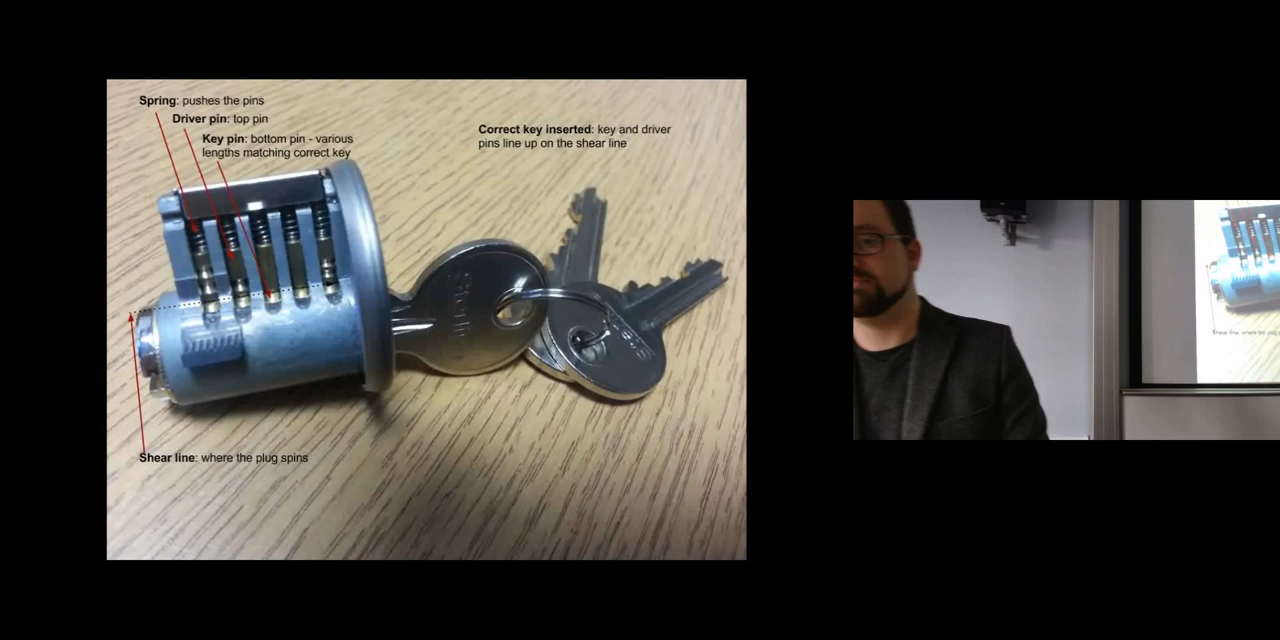 Spring: pushes the pins
Driver pin: top pin
Key pin: bottom pin - various
lengths matching correct key
Correct key inserted: key and driver
pins line up on the shear line
Shear line: where the plug spins